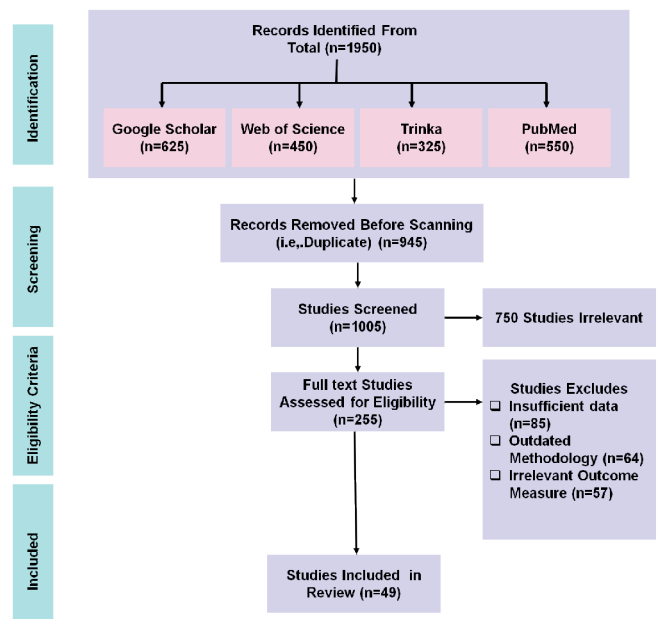 Identification
Records Identified From
Total (n=1950)
Google Scholar
(n=625)
Web of Science
(n=450)
Trinka
(n=325)
PubMed
(n=550)
Screening
Records Removed Before Scanning
(i.e,.Duplicate) (n=945)
Studies Screened
(n=1005)
750 Studies Irrelevant
Eligibility Criteria
Full text Studies
Assessed for Eligibility
(n=255)
Studies Excludes
❑ Insufficient data
(n=85)
❑ Outdated
Methodology (n=64)
❑ Irrelevant Outcome
Measure (n=57)
Included
Studies Included in
Review (n=49)